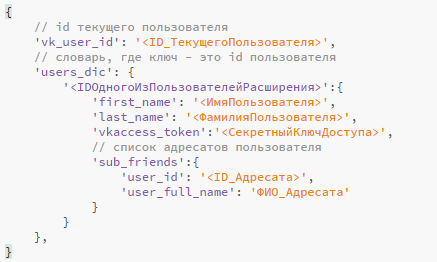 {
    // id текущего пользователя
    'vk_user_id': '<ID_ТекущегоПользователя>',
    // словарь, где ключ – это id пользователя
    'users_dic': {
        '<IDОдногоИзПользователейРасширения>':{
            'first_name': '<ИмяПользователя>',
            'last_name': '<ФамилияПользователя>',
            'vkaccess_token':'<СекретныйКлючДоступа>',
            // список адресатов пользователя
            'sub_friends':{
                'user_id': '<ID_Адресата>',
                'user_full_name': 'ФИО_Адресата'
            }
        }
    },
}